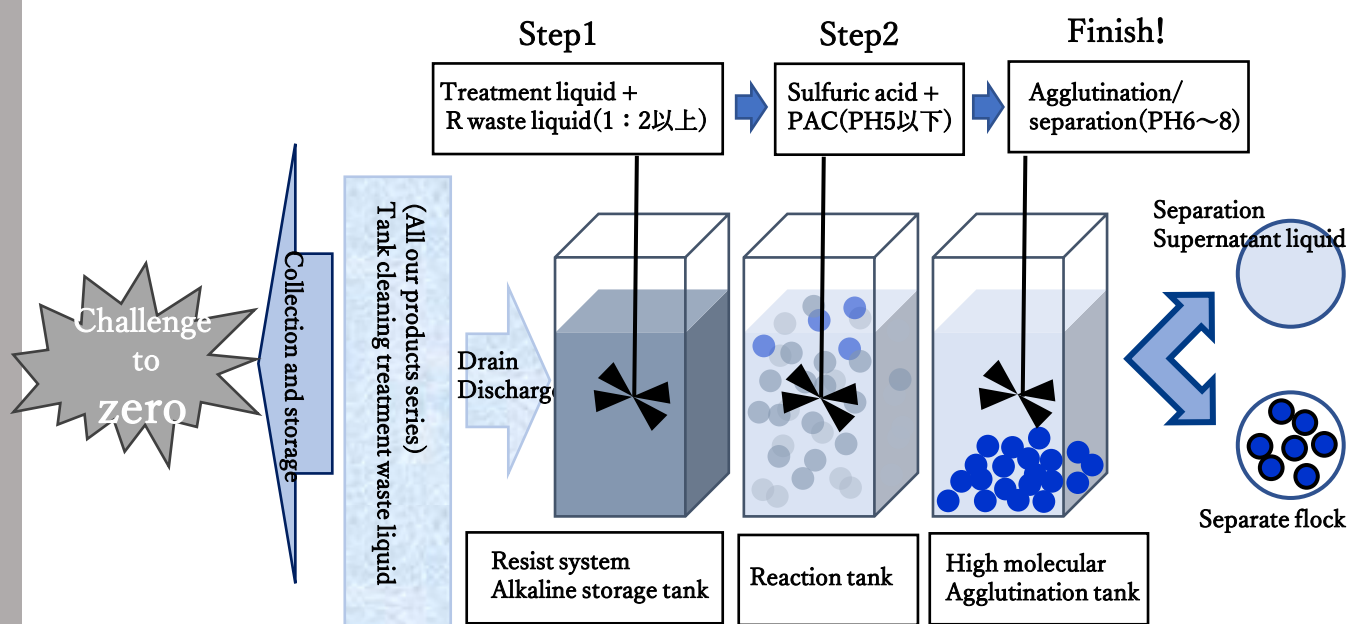 Step1
Step2
Finish!
Treatment liquid +
R waste liquid(1：2以上)
Sulfuric acid +
PAC(PH5以下)
Agglutination/
separation(PH6～8)
Challenge
to
zero
Collection and storage
(All our products series)
Tank cleaning treatment waste liquid
Drain
Discharge
Separation
Supernatant liquid
Separate flock
Resist system
Alkaline storage tank
Reaction tank
High molecular
Agglutination tank